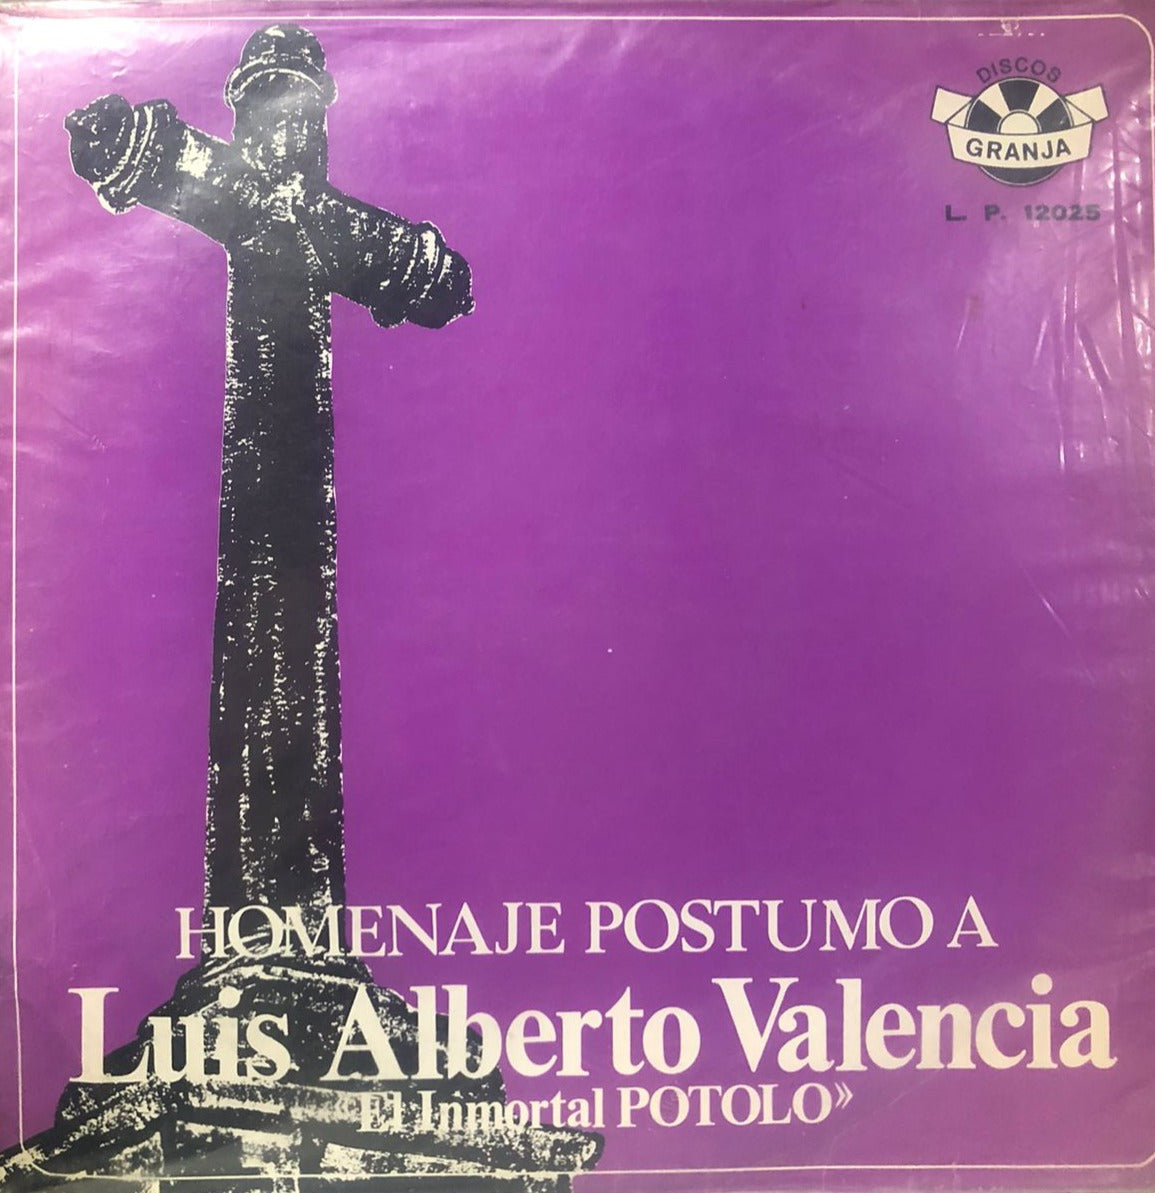 DISCOS
GRANJA
L. P. 12025
HOMENAJE POSTUMO A
Luis Alberto Valencia
«El Inmortal POTOLO»